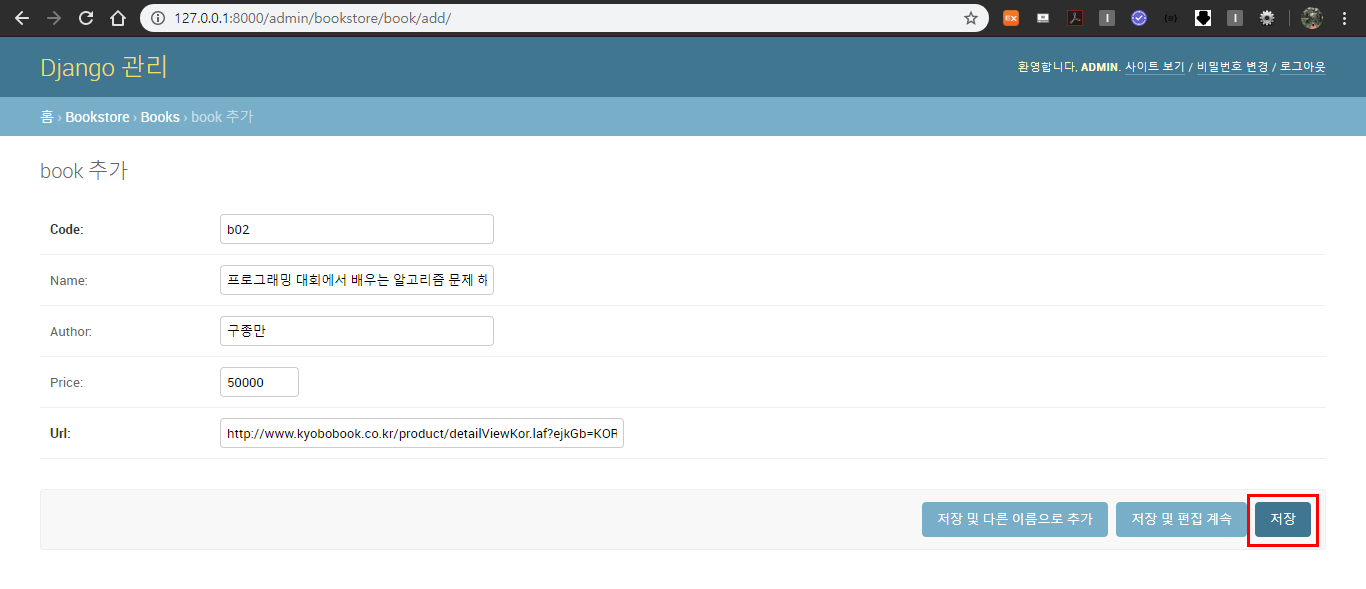 127.0.0.1:8000/admin/bookstore/book/add/
Django 관리
환영합니다, ADMIN. 사이트 보기 / 비밀번호 변경 / 로그아웃
홈 › Bookstore › Books › book 추가
book 추가
Code: b02
Name: 프로그래밍 대회에서 배우는 알고리즘 문제 하
Author: 구종만
Price: 50000
Url: http://www.kyobobook.co.kr/product/detailViewKor.laf?ejkGb=KOR
저장 및 다른 이름으로 추가 저장 및 편집 계속 저장